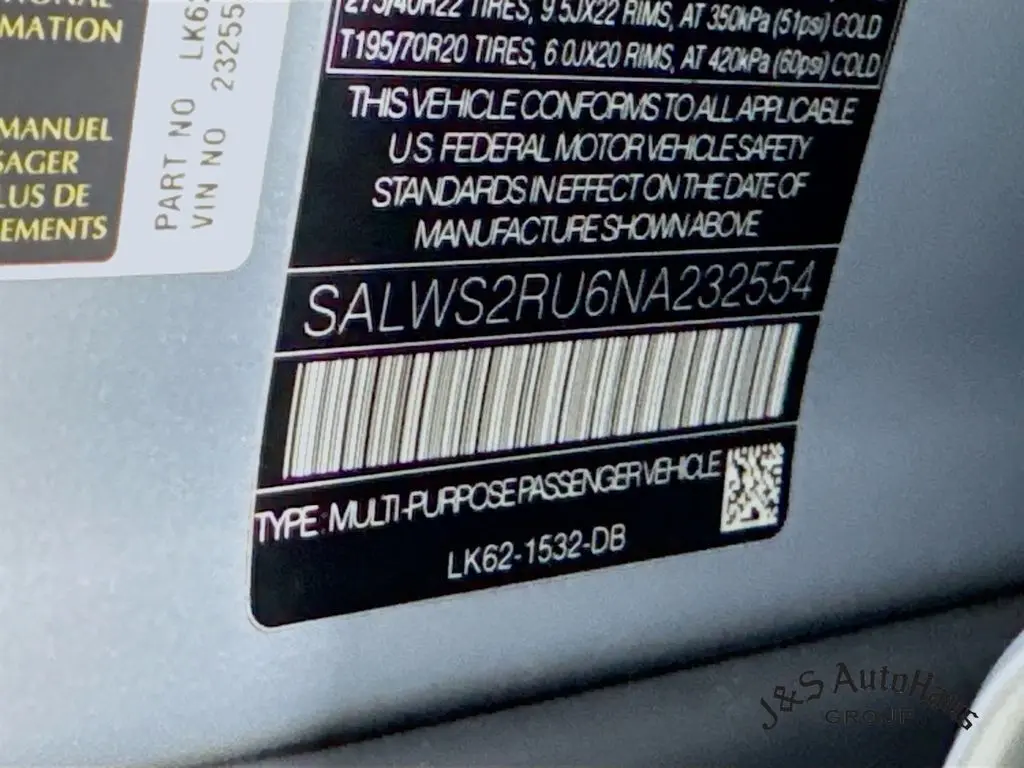 MATION
MANUEL
LUS DE
EMENTS
PART NO LK62
VIN NO 23255
275/40R22 TIRES, 9.5JX22 RIMS, AT 350kPa (51psi) COLD
T195/70R20 TIRES, 6.0JX20 RIMS, AT 420kPa (60psi) COLD
THIS VEHICLE CONFORMS TO ALL APPLICABLE
U.S. FEDERAL MOTOR VEHICLE SAFETY
STANDARDS IN EFFECT ON THE DATE OF
MANUFACTURE SHOWN ABOVE
SALWS2RU6NA232554
TYPE: MULTI-PURPOSE PASSENGER VEHICLE
LK62-1532-DB
J&S AutoHaus
GROUP